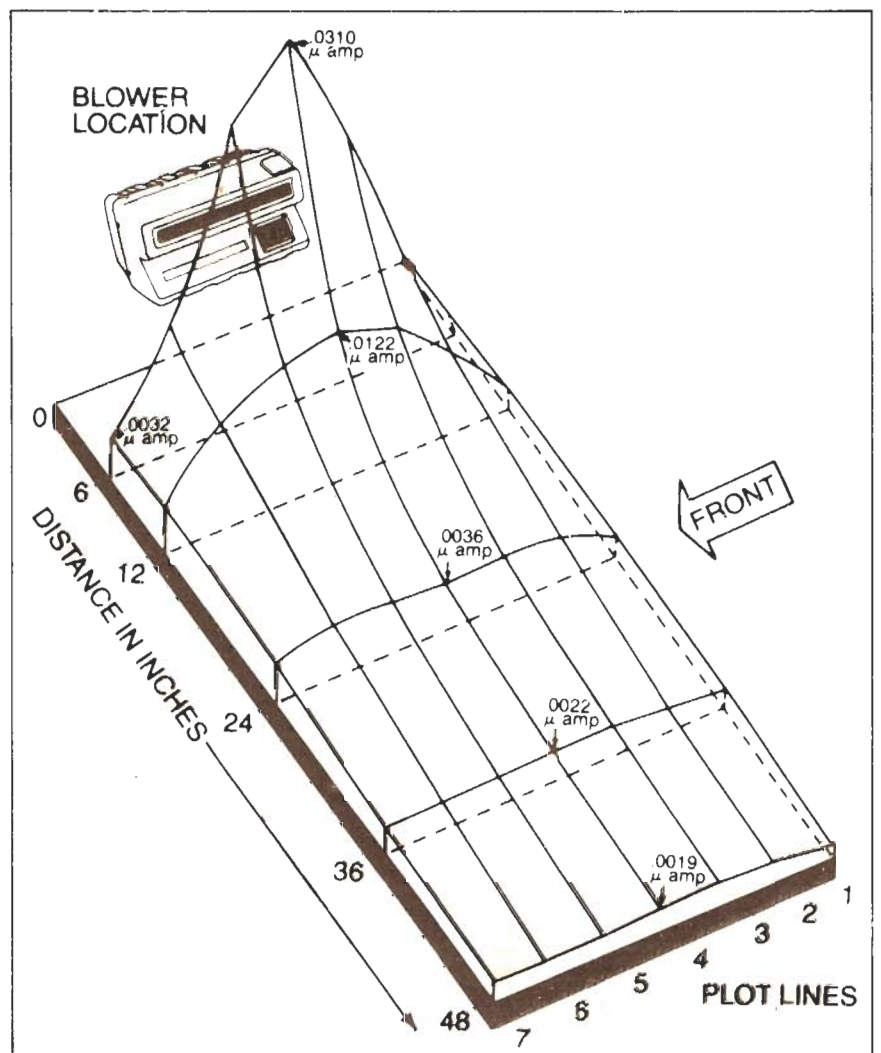 .0310
μ amp
BLOWER
LOCATION
.0122
μ amp
0
.0032
μ amp
6
FRONT
12
.0036
μ amp
DISTANCE IN INCHES
24
.0022
μ amp
36
.0019
μ amp
1
2
3
4
5
6
7
48
PLOT LINES